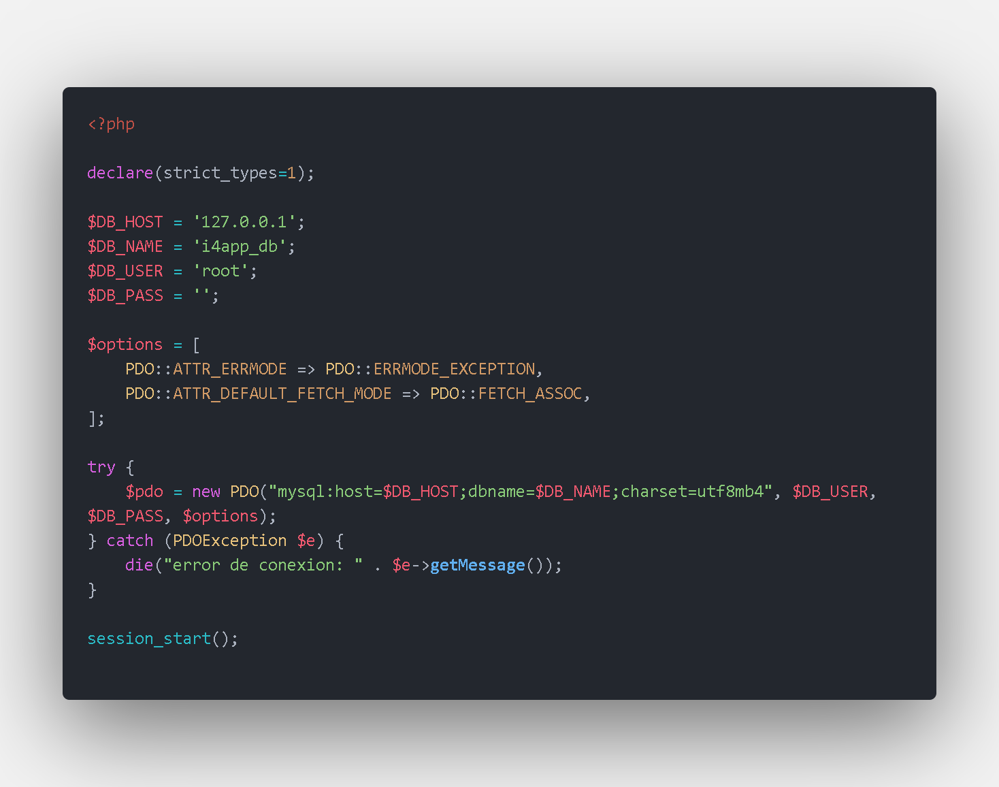 <?php
declare(strict_types=1);
$DB_HOST = '127.0.0.1';
$DB_NAME = 'i4app_db';
$DB_USER = 'root';
$DB_PASS = '';
$options = [
    PDO::ATTR_ERRMODE => PDO::ERRMODE_EXCEPTION,
    PDO::ATTR_DEFAULT_FETCH_MODE => PDO::FETCH_ASSOC,
];
try {
    $pdo = new PDO("mysql:host=$DB_HOST;dbname=$DB_NAME;charset=utf8mb4", $DB_USER,
$DB_PASS, $options);
} catch (PDOException $e) {
    die("error de conexion: " . $e->getMessage());
}
session_start();